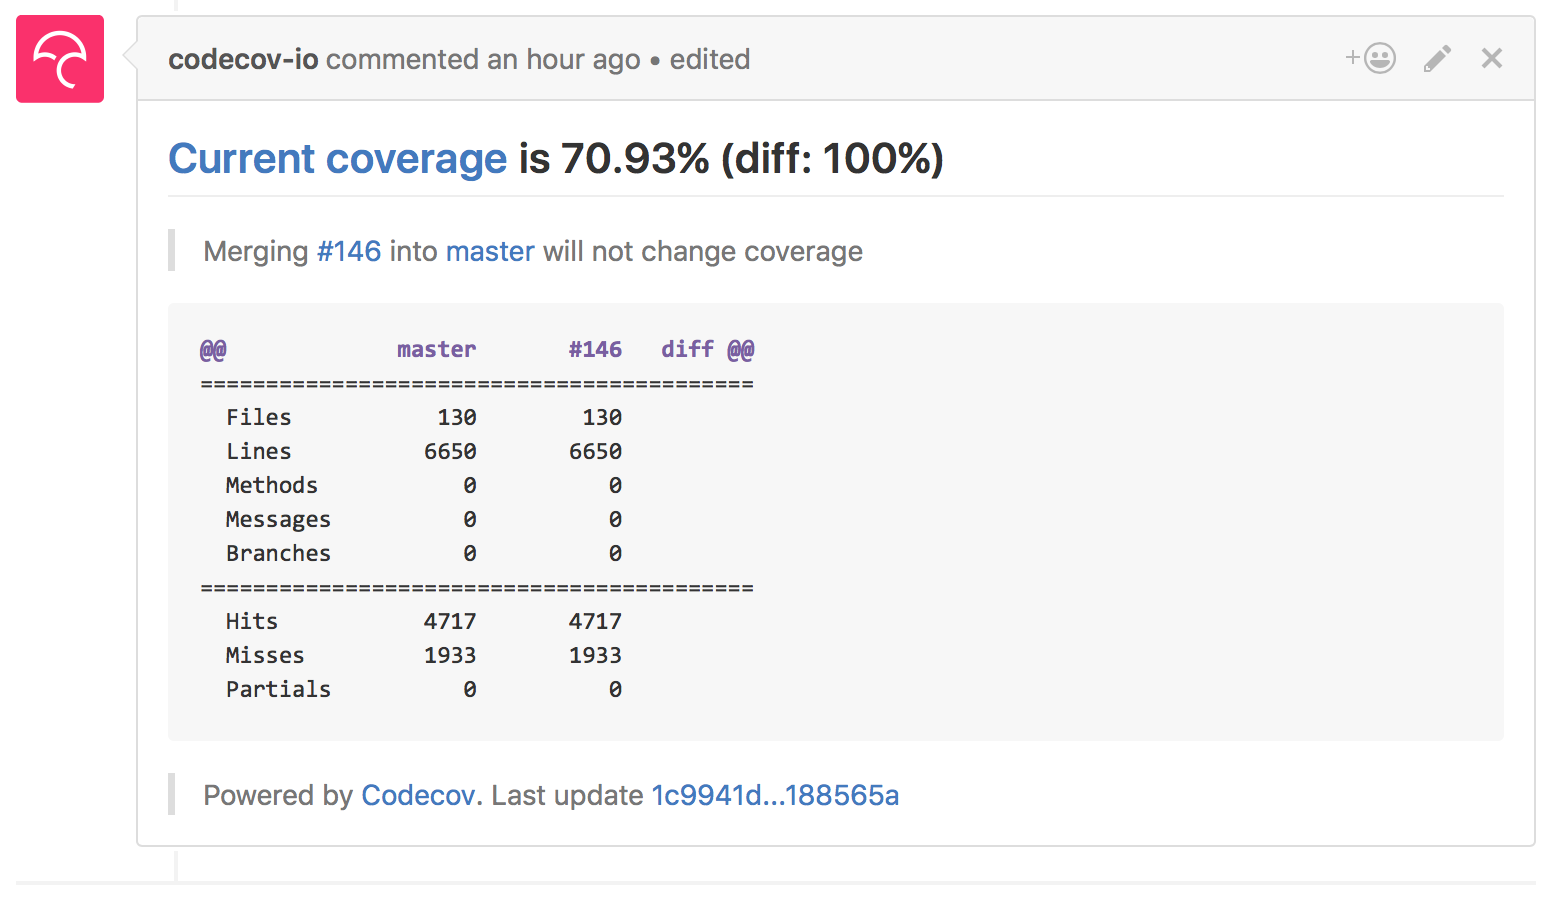 codecov-io commented an hour ago • edited
Current coverage is 70.93% (diff: 100%)
Merging #146 into master will not change coverage
@@             master       #146   diff @@
==========================================
  Files           130        130
  Lines          6650       6650
  Methods           0          0
  Messages          0          0
  Branches          0          0
==========================================
  Hits           4717       4717
  Misses         1933       1933
  Partials          0          0
Powered by Codecov. Last update 1c9941d...188565a